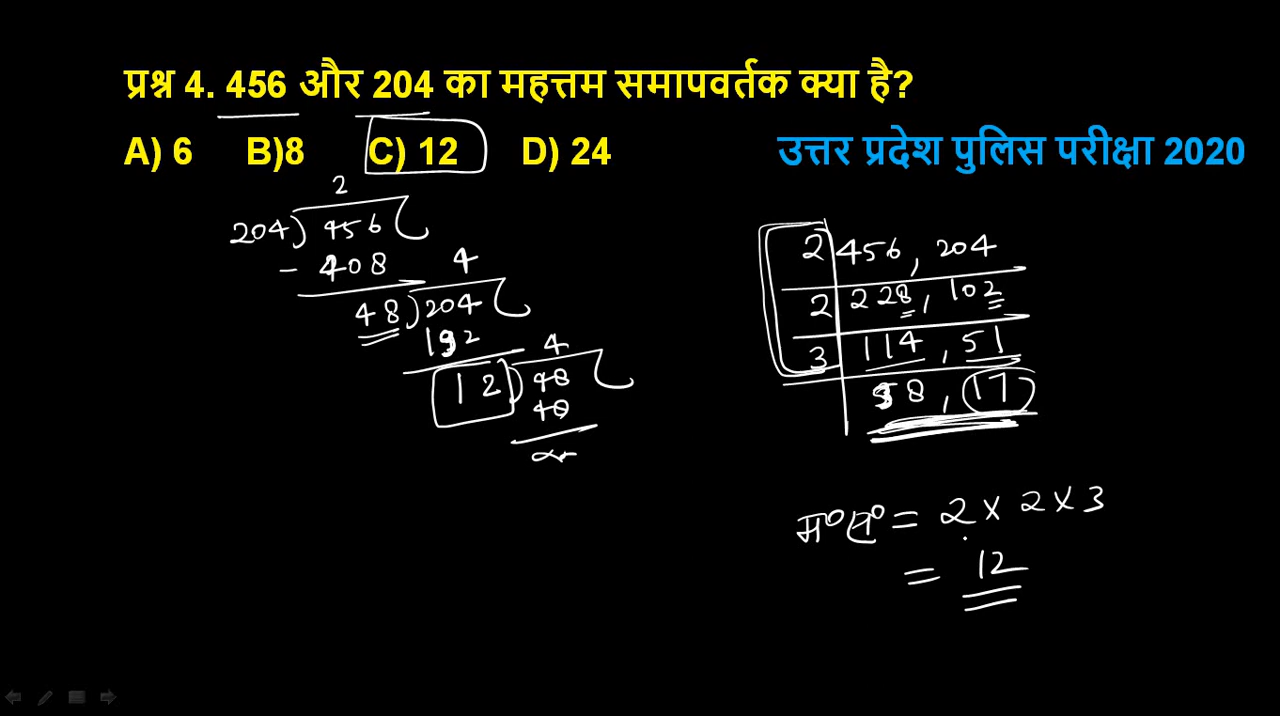 प्रश्न 4. 456 और 204 का महत्तम समापवर्तक क्या है?
A) 6 B)8 C) 12 D) 24
उत्तर प्रदेश पुलिस परीक्षा 2020
2
204) 456
- 408 4
48) 204
192 4
12) 48
48
2 456, 204
2 228, 102
3 114, 51
38, 17
म० स० = 2 × 2 × 3
= 12